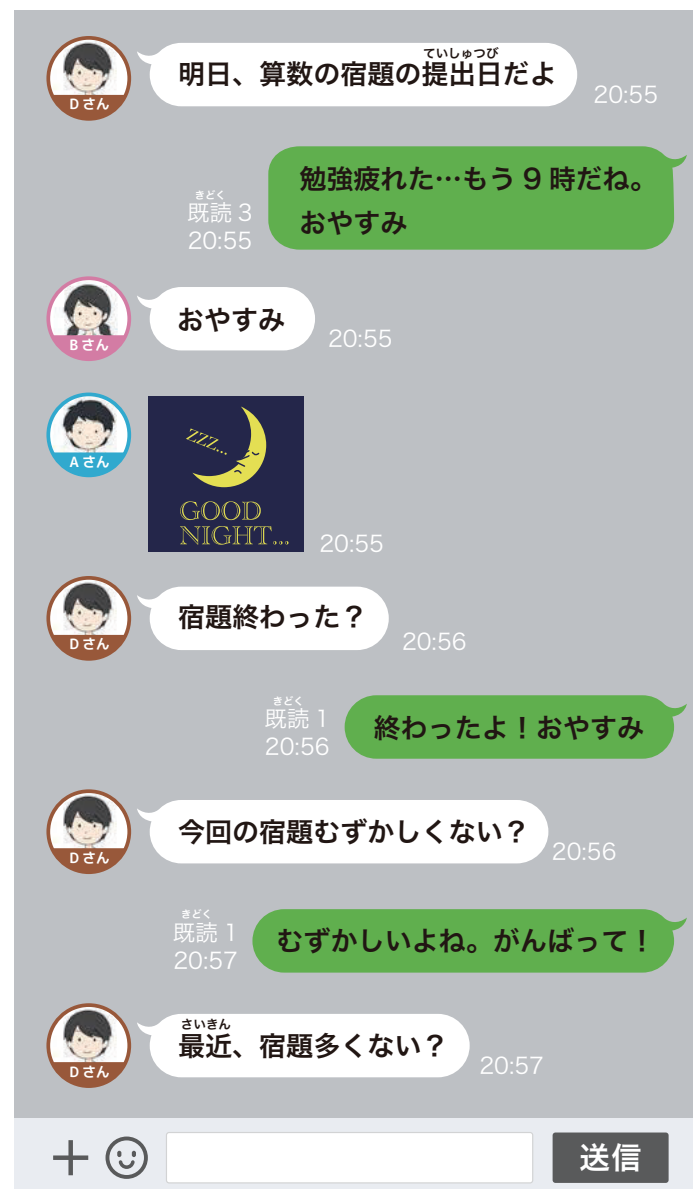 ていしゅつび
明日、算数の宿題の提出日だよ
Dさん
20:55
勉強疲れた…もう9時だね。
おやすみ
きどく
既読 3
20:55
おやすみ
Bさん
20:55
ZZZ...
GOOD
NIGHT...
Aさん
20:55
宿題終わった？
Dさん
20:56
終わったよ！おやすみ
きどく
既読 1
20:56
今回の宿題むずかしくない？
Dさん
20:56
むずかしいよね。がんばって！
きどく
既読 1
20:57
さいきん
最近、宿題多くない？
Dさん
20:57
送信